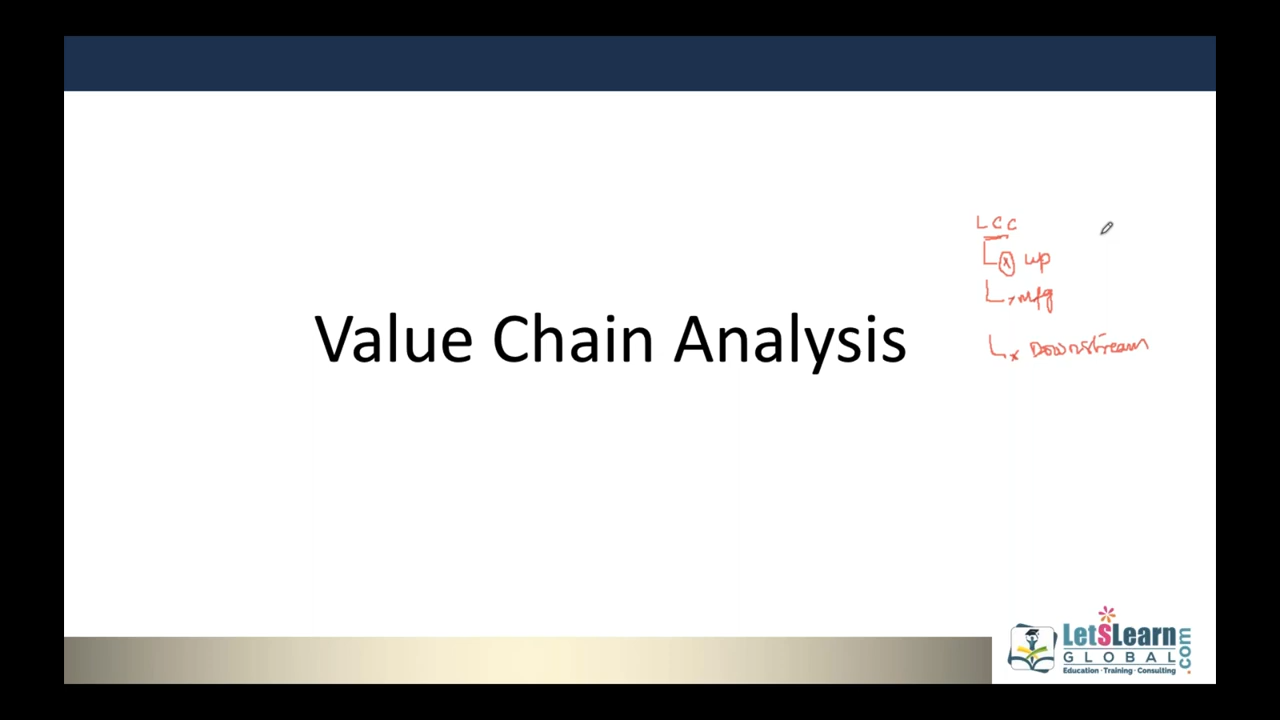 LCC
x up
x Mfg
Value Chain Analysis
x Downstream
LetSLearn
GLOBAL
.com
Education · Training · Consulting